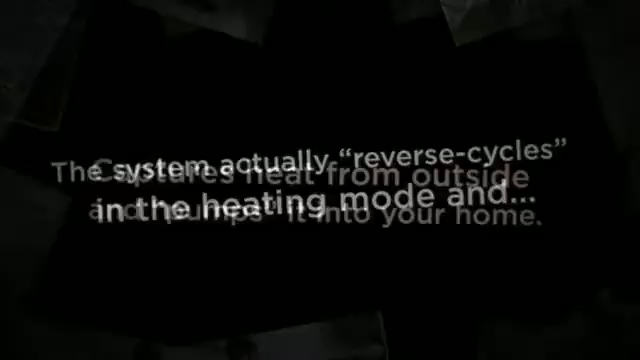 The system actually “reverse-cycles”
in the heating mode and...
Captures heat from outside
and “pumps” it into your home.